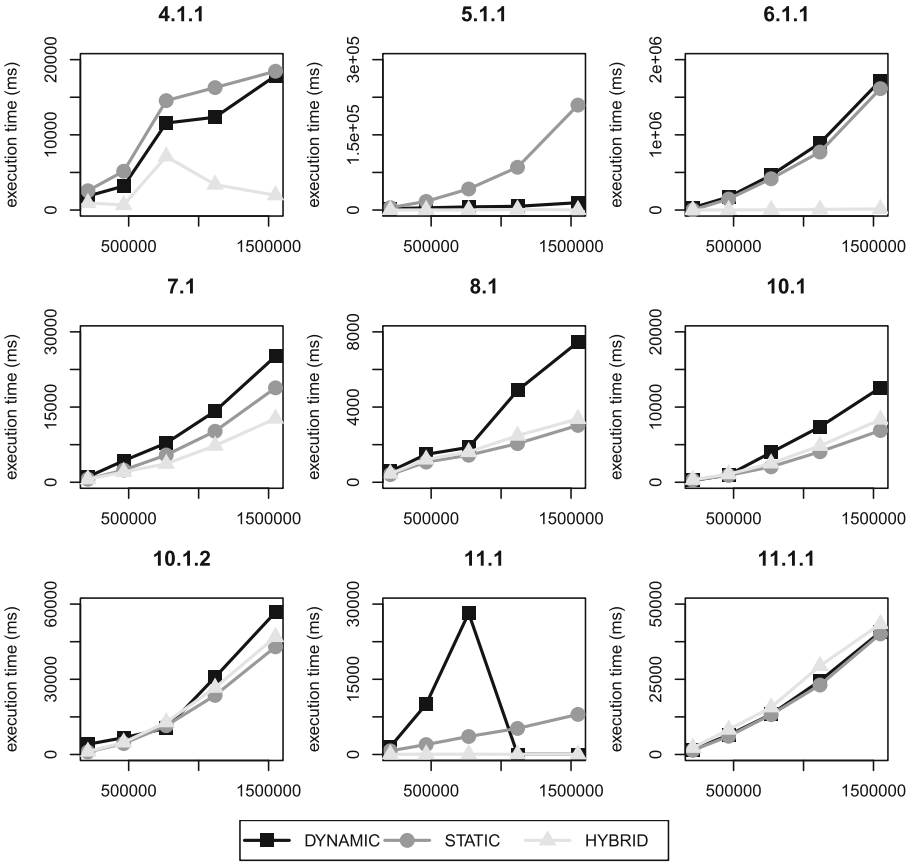 4.1.1 5.1.1 6.1.1
execution time (ms) execution time (ms) execution time (ms)
20000 3e+05 2e+06
10000 1.5e+05 1e+06
0 0 0
500000 1500000 500000 1500000 500000 1500000
7.1 8.1 10.1
execution time (ms) execution time (ms) execution time (ms)
30000 8000 20000
15000 4000 10000
0 0 0
500000 1500000 500000 1500000 500000 1500000
10.1.2 11.1 11.1.1
execution time (ms) execution time (ms) execution time (ms)
60000 30000 50000
30000 15000 25000
0 0 0
500000 1500000 500000 1500000 500000 1500000
DYNAMIC STATIC HYBRID